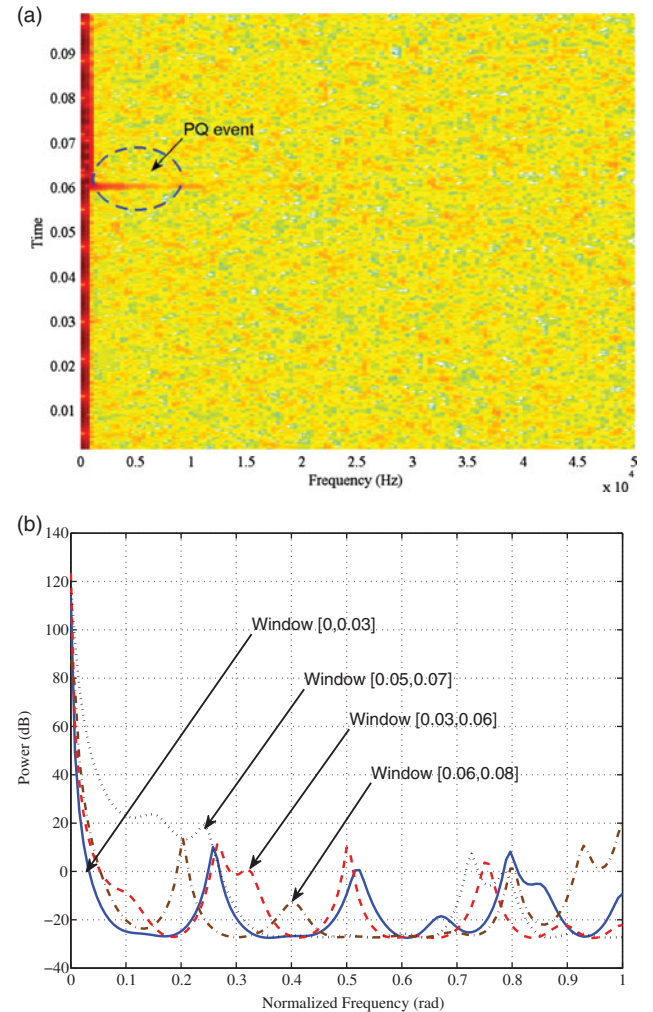 (a)
0.09
0.08
0.07
0.06
0.05
0.04
0.03
0.02
0.01
Time
PQ event
0 0.5 1 1.5 2 2.5 3 3.5 4 4.5 5
Frequency (Hz)
x 10^4
(b)
140
120
100
80
60
40
20
0
−20
−40
Power (dB)
Window [0,0.03]
Window [0.05,0.07]
Window [0.03,0.06]
Window [0.06,0.08]
0 0.1 0.2 0.3 0.4 0.5 0.6 0.7 0.8 0.9 1
Normalized Frequency (rad)